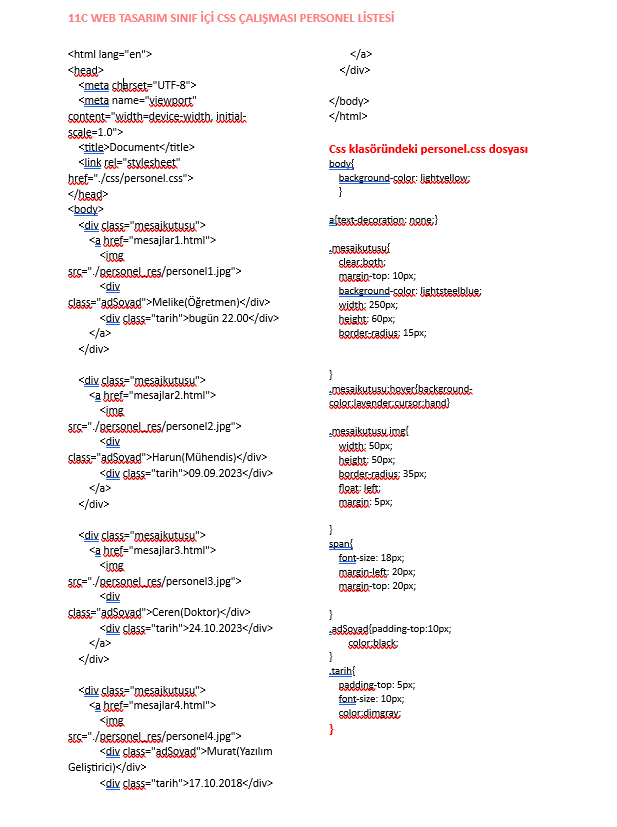 11C WEB TASARIM SINIF İÇİ CSS ÇALIŞMASI PERSONEL LİSTESİ
<html lang="en">
<head>
<meta charset="UTF-8">
<meta name="viewport"
content="width=device-width, initial-
scale=1.0">
<title>Document</title>
<link rel="stylesheet"
href="./css/personel.css">
</head>
<body>
<div class="mesajkutusu">
<a href="mesajlar1.html">
<img
src="./personel_res/personel1.jpg">
<div
class="adSoyad">Melike(Öğretmen)</div>
<div class="tarih">bugün 22.00</div>
</a>
</div>
<div class="mesajkutusu">
<a href="mesajlar2.html">
<img
src="./personel_res/personel2.jpg">
<div
class="adSoyad">Harun(Mühendis)</div>
<div class="tarih">09.09.2023</div>
</a>
</div>
<div class="mesajkutusu">
<a href="mesajlar3.html">
<img
src="./personel_res/personel3.jpg">
<div
class="adSoyad">Ceren(Doktor)</div>
<div class="tarih">24.10.2023</div>
</a>
</div>
<div class="mesajkutusu">
<a href="mesajlar4.html">
<img
src="./personel_res/personel4.jpg">
<div class="adSoyad">Murat(Yazılım
Geliştirici)</div>
<div class="tarih">17.10.2018</div>
</a>
</div>
</body>
</html>
Css klasöründeki personel.css dosyası
body{
background-color: lightyellow;
}
a{text-decoration: none;}
.mesajkutusu{
clear:both;
margin-top: 10px;
background-color: lightsteelblue;
width: 250px;
height: 60px;
border-radius: 15px;
}
.mesajkutusu:hover{background-
color:lavender;cursor:hand}
.mesajkutusu img{
width: 50px;
height: 50px;
border-radius: 35px;
float: left;
margin: 5px;
}
span{
font-size: 18px;
margin-left: 20px;
margin-top: 20px;
}
.adSoyad{padding-top:10px;
color:black;
}
.tarih{
padding-top: 5px;
font-size: 10px;
color:dimgray;
}